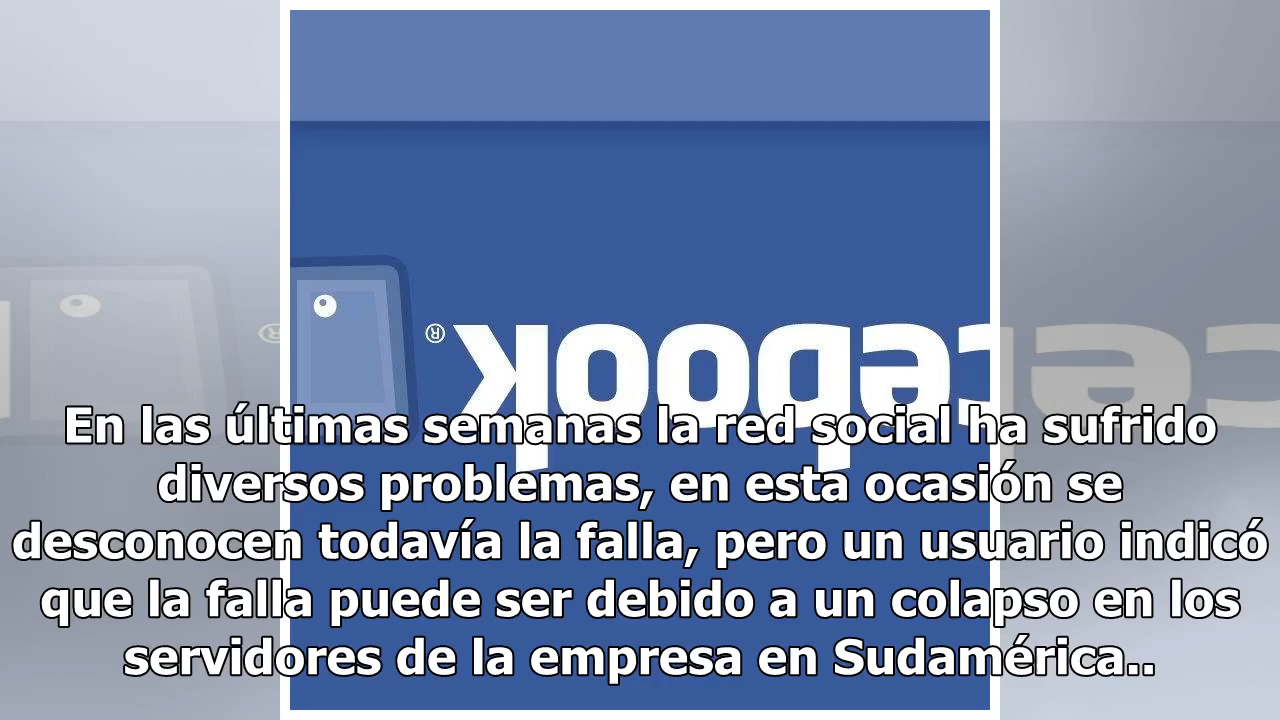 ® cebook
En las últimas semanas la red social ha sufrido
diversos problemas, en esta ocasión se
desconocen todavía la falla, pero un usuario indicó
que la falla puede ser debido a un colapso en los
servidores de la empresa en Sudamérica..